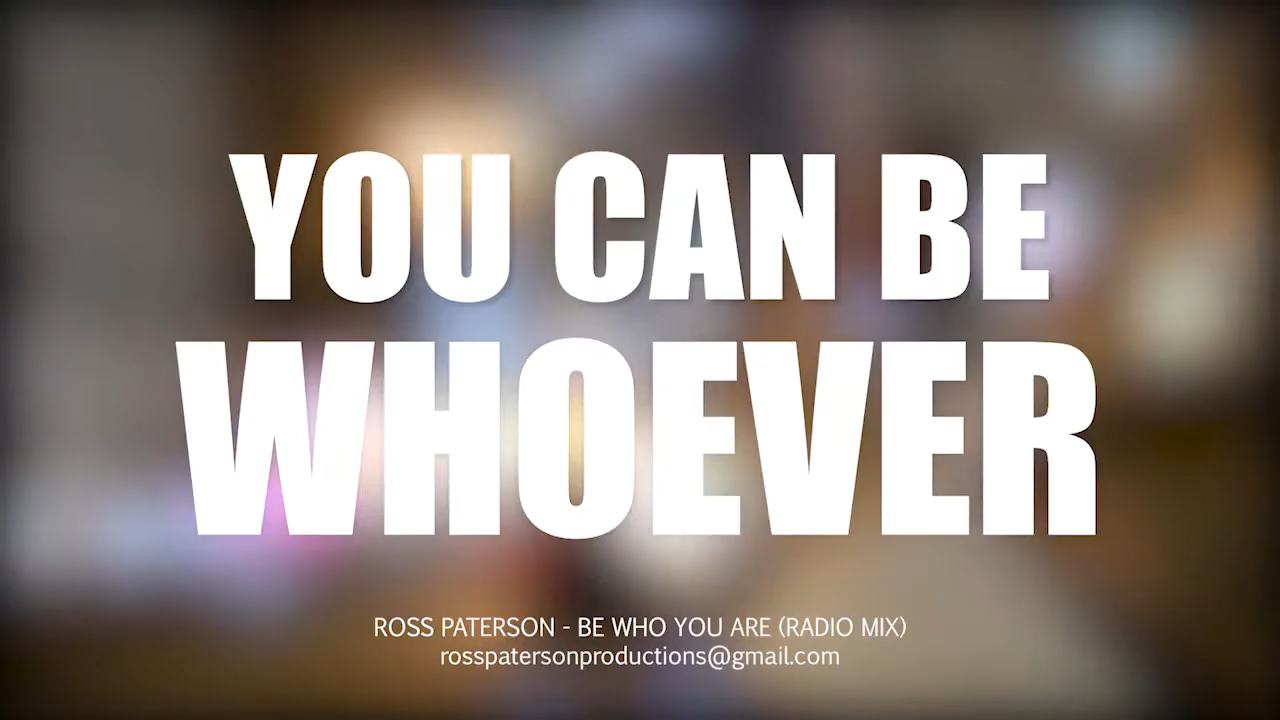 YOU CAN BE
WHOEVER
ROSS PATERSON - BE WHO YOU ARE (RADIO MIX)
rosspatersonproductions@gmail.com